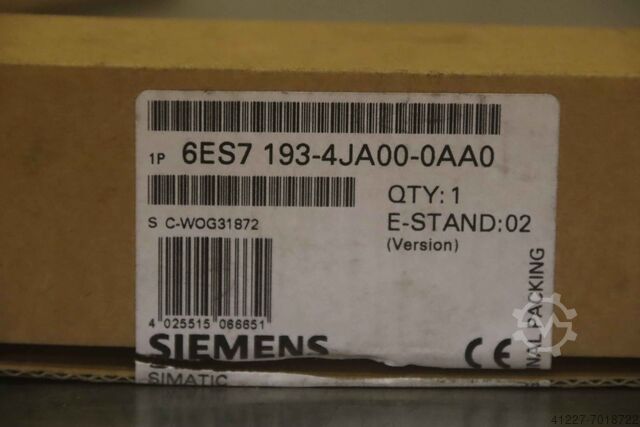 1P 6ES7 193-4JA00-0AA0
QTY: 1
S C-WOG31872
E-STAND:02
(Version)
4 025515 066651
SIEMENS
SIMATIC
NAL PACKING
41227-7018722